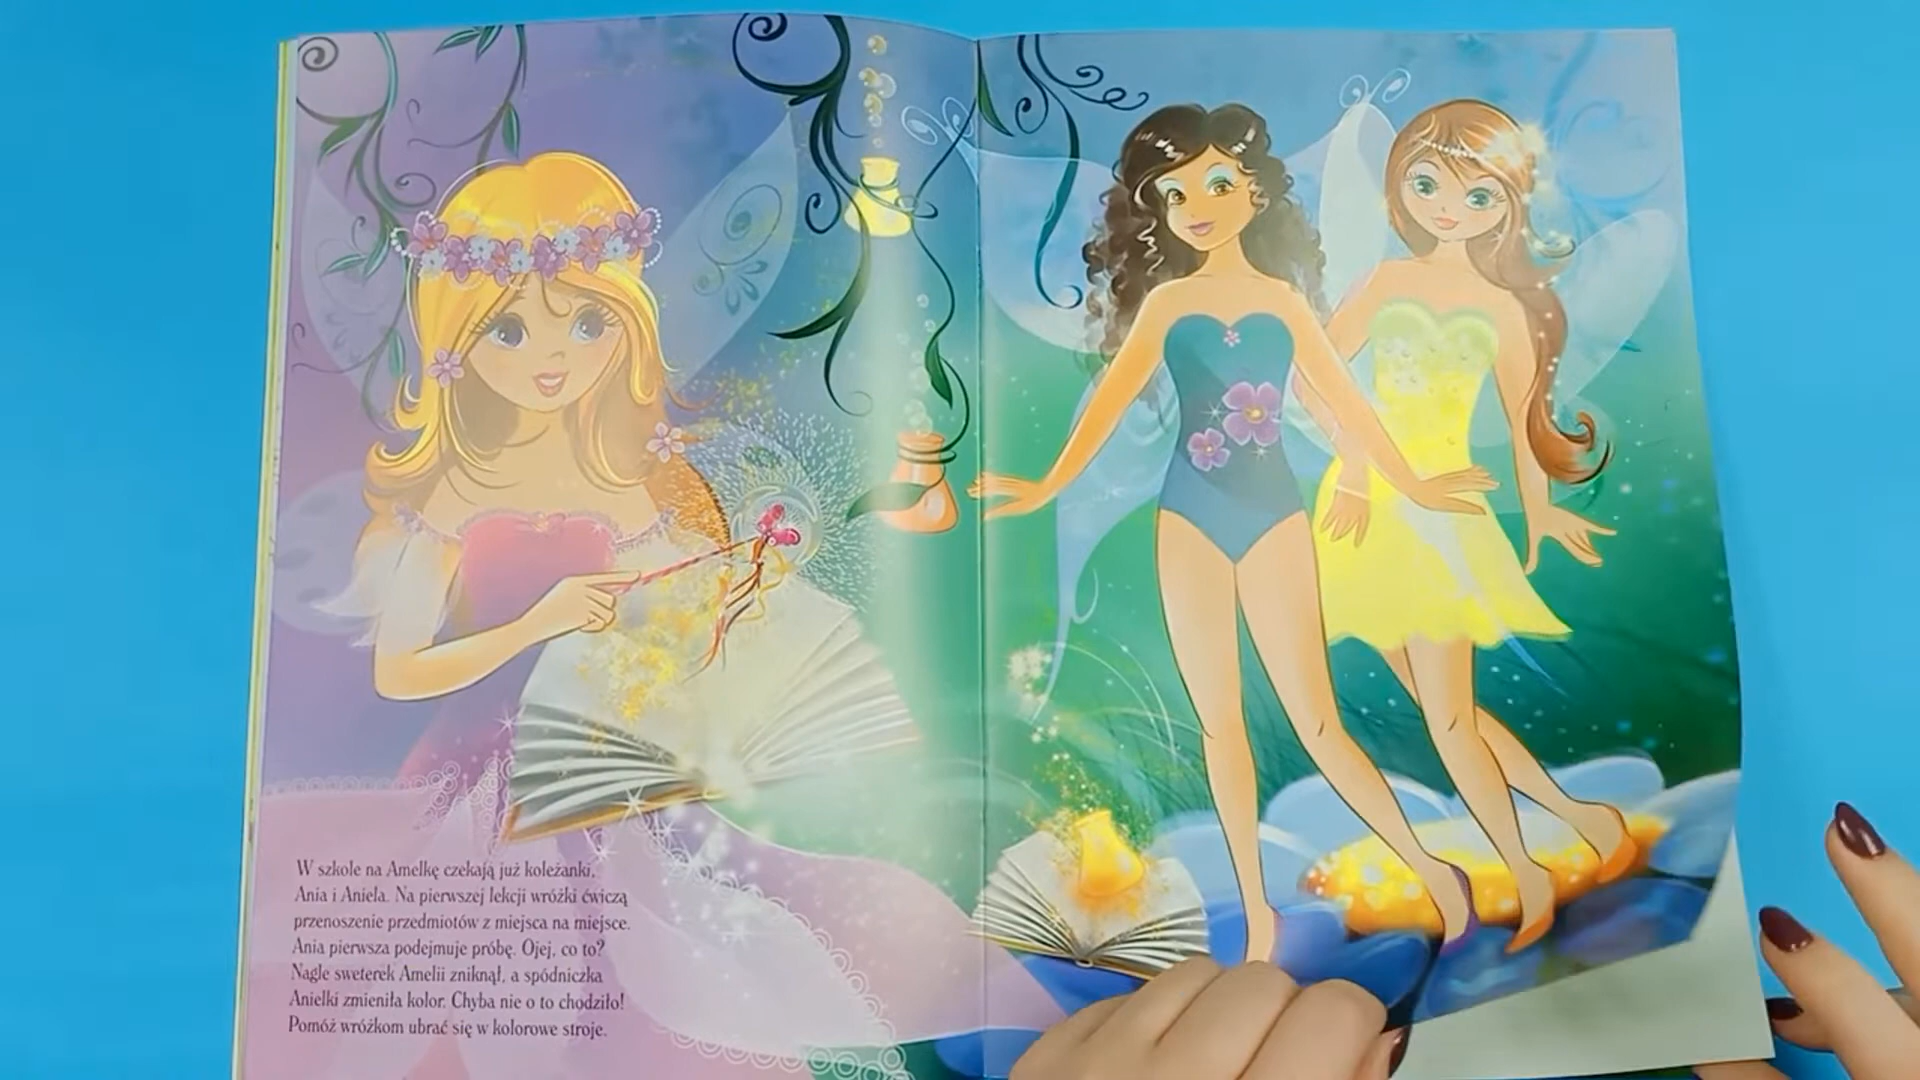 W szkole na Amelkę czekają już koleżanki,
Ania i Aniela. Na pierwszej lekcji wróżki ćwiczą
przenoszenie przedmiotów z miejsca na miejsce.
Ania pierwsza podejmuje próbę. Ojej, co to?
Nagle sweterek Amelii zniknął, a spódniczka
Anielki zmieniła kolor. Chyba nie o to chodziło!
Pomóż wróżkom ubrać się w kolorowe stroje.